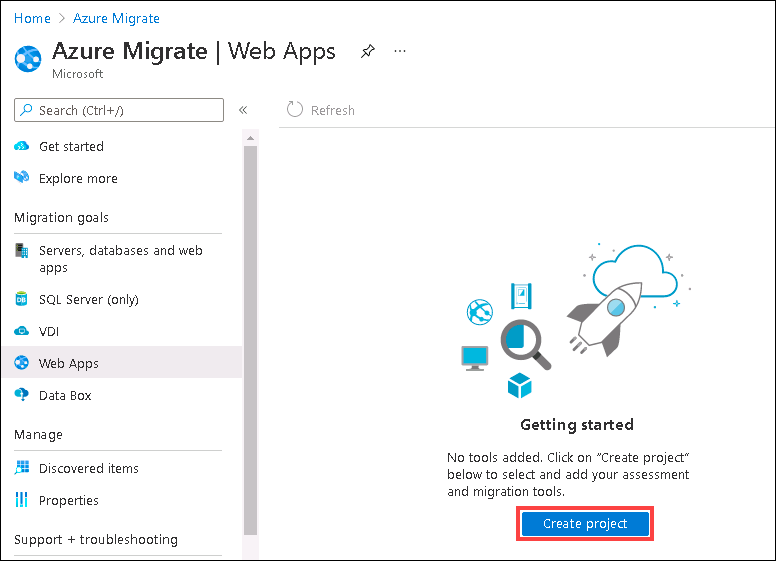 Home > Azure Migrate
Azure Migrate | Web Apps ...
Microsoft
Search (Ctrl+/) «
Refresh
Get started
Explore more
Migration goals
Servers, databases and web
apps
DB SQL Server (only)
VDI
Web Apps
Data Box
Manage
Discovered items
Properties
Support + troubleshooting
Getting started
No tools added. Click on "Create project"
below to select and add your assessment
and migration tools.
Create project